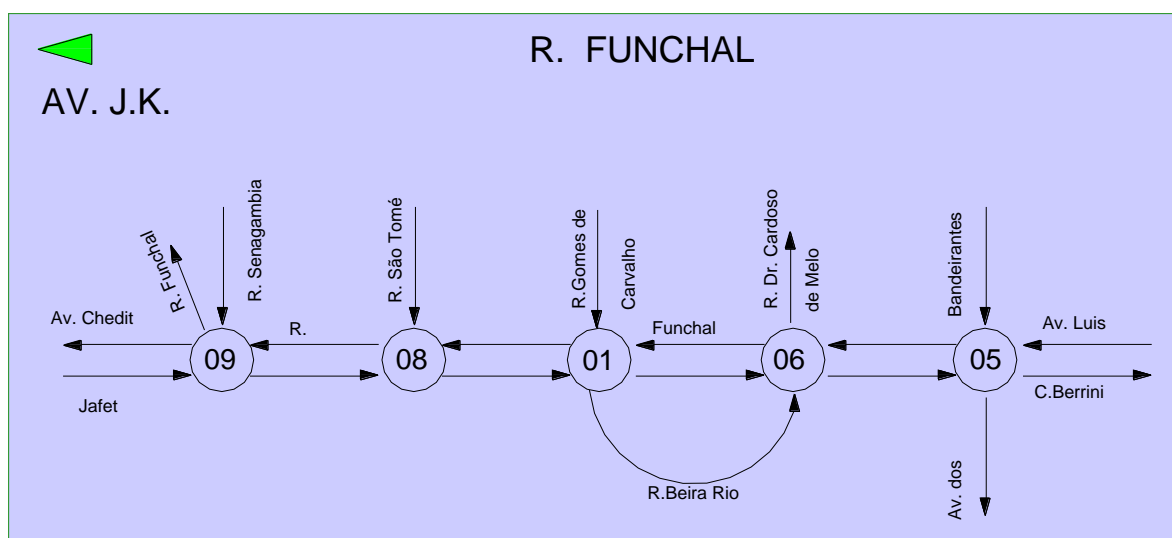 R. FUNCHAL
AV. J.K.
R. Funchal
R. Senagambia
R. São Tomé
R.Gomes de
Carvalho
R. Dr. Cardoso
de Melo
Bandeirantes
Av. Chedit
R.
Funchal
Av. Luis
09
08
01
06
05
Jafet
C.Berrini
R.Beira Rio
Av. dos